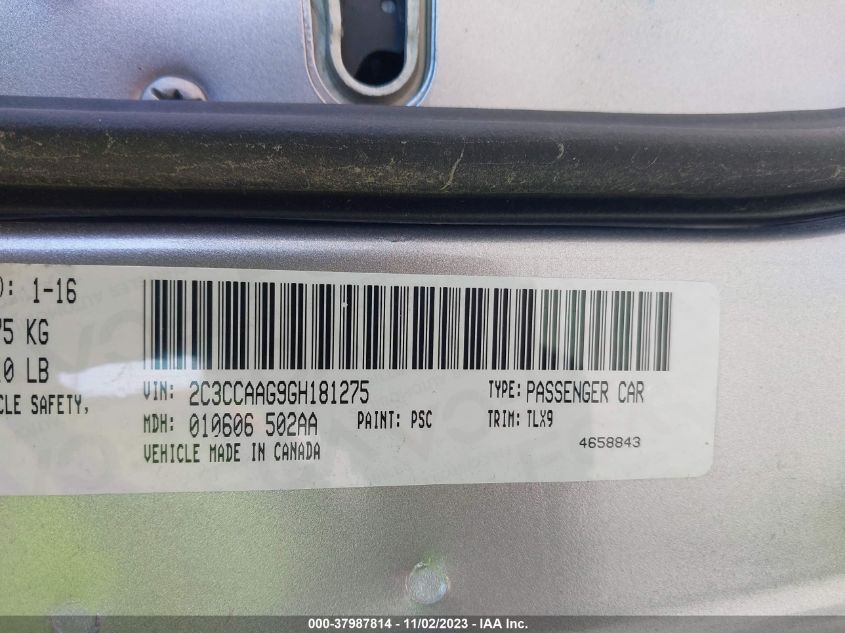 ): 1-16
75 KG
0 LB
CLE SAFETY,
VIN: 2C3CCAAG9GH181275
TYPE: PASSENGER CAR
MDH: 010606 502AA
PAINT: PSC
TRIM: TLX9
VEHICLE MADE IN CANADA
4658843
000-37987814 - 11/02/2023 - IAA Inc.